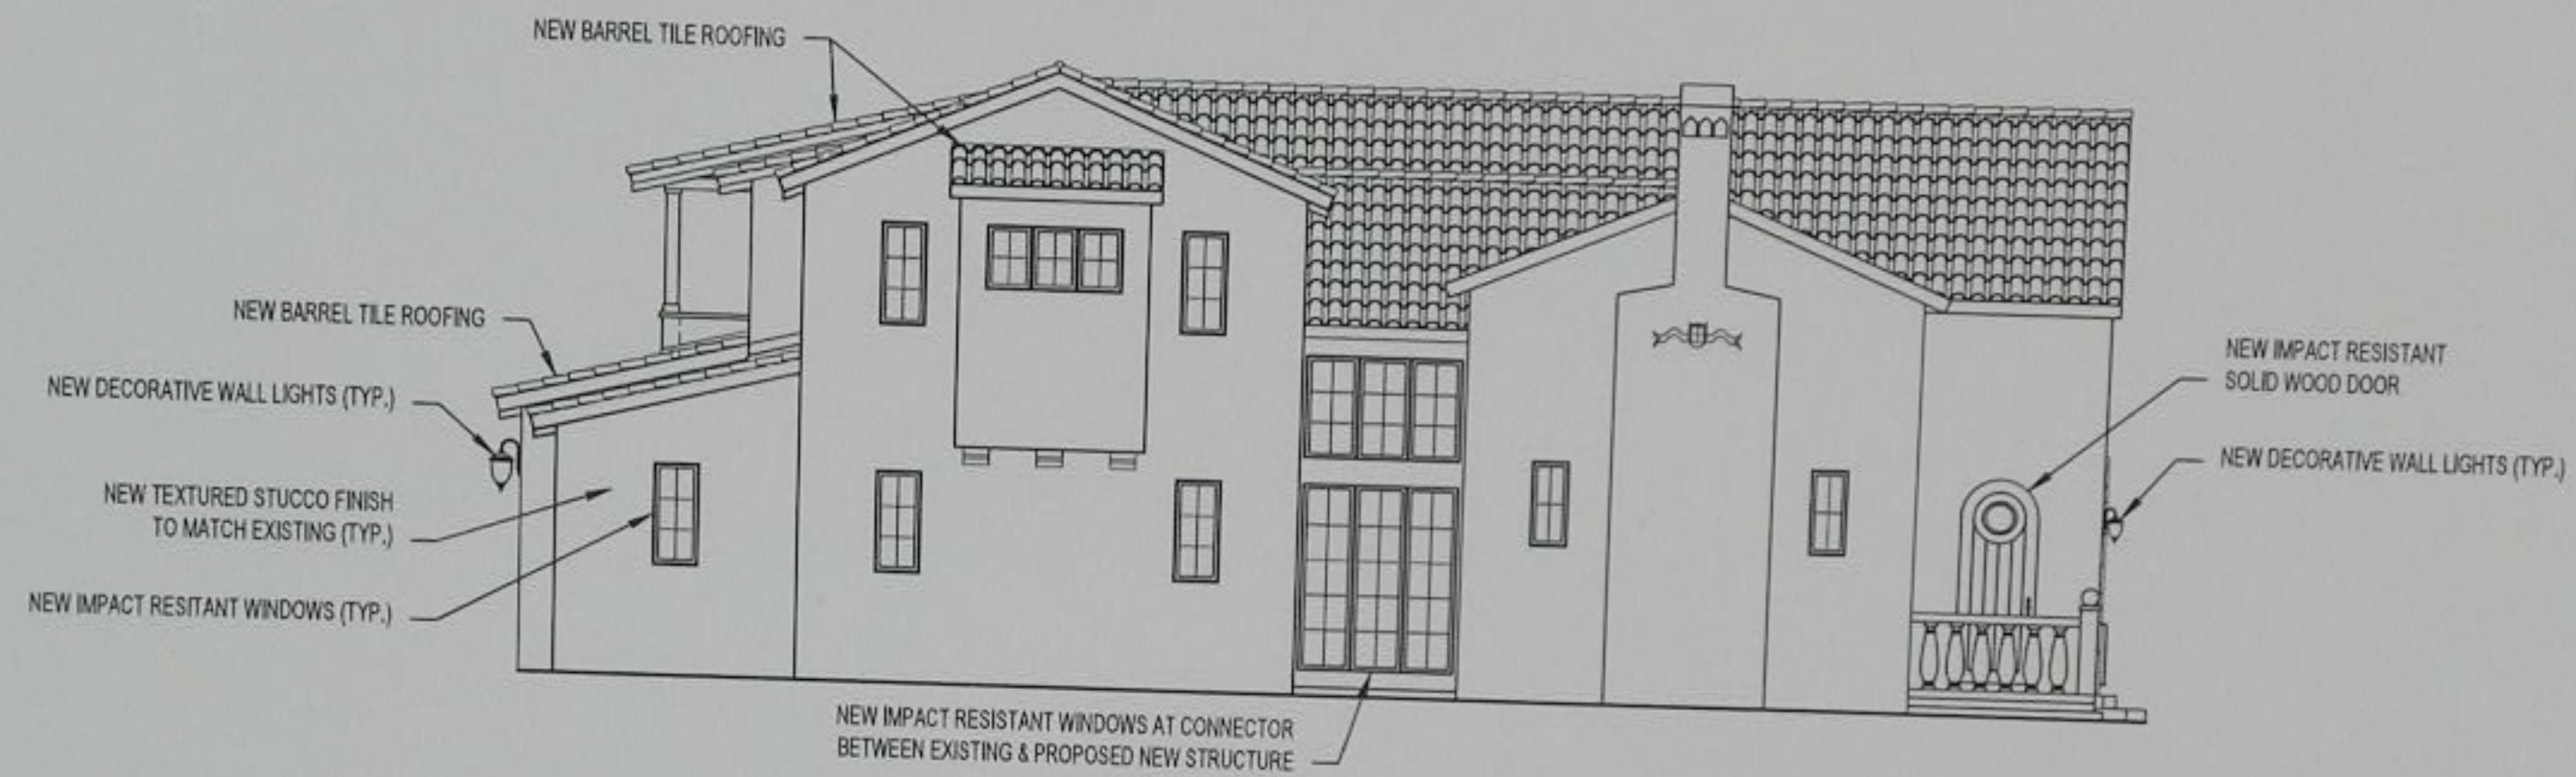 NEW BARREL TILE ROOFING
NEW BARREL TILE ROOFING
NEW DECORATIVE WALL LIGHTS (TYP.)
NEW TEXTURED STUCCO FINISH
TO MATCH EXISTING (TYP.)
NEW IMPACT RESITANT WINDOWS (TYP.)
NEW IMPACT RESISTANT WINDOWS AT CONNECTOR
BETWEEN EXISTING & PROPOSED NEW STRUCTURE
NEW IMPACT RESISTANT
SOLID WOOD DOOR
NEW DECORATIVE WALL LIGHTS (TYP.)